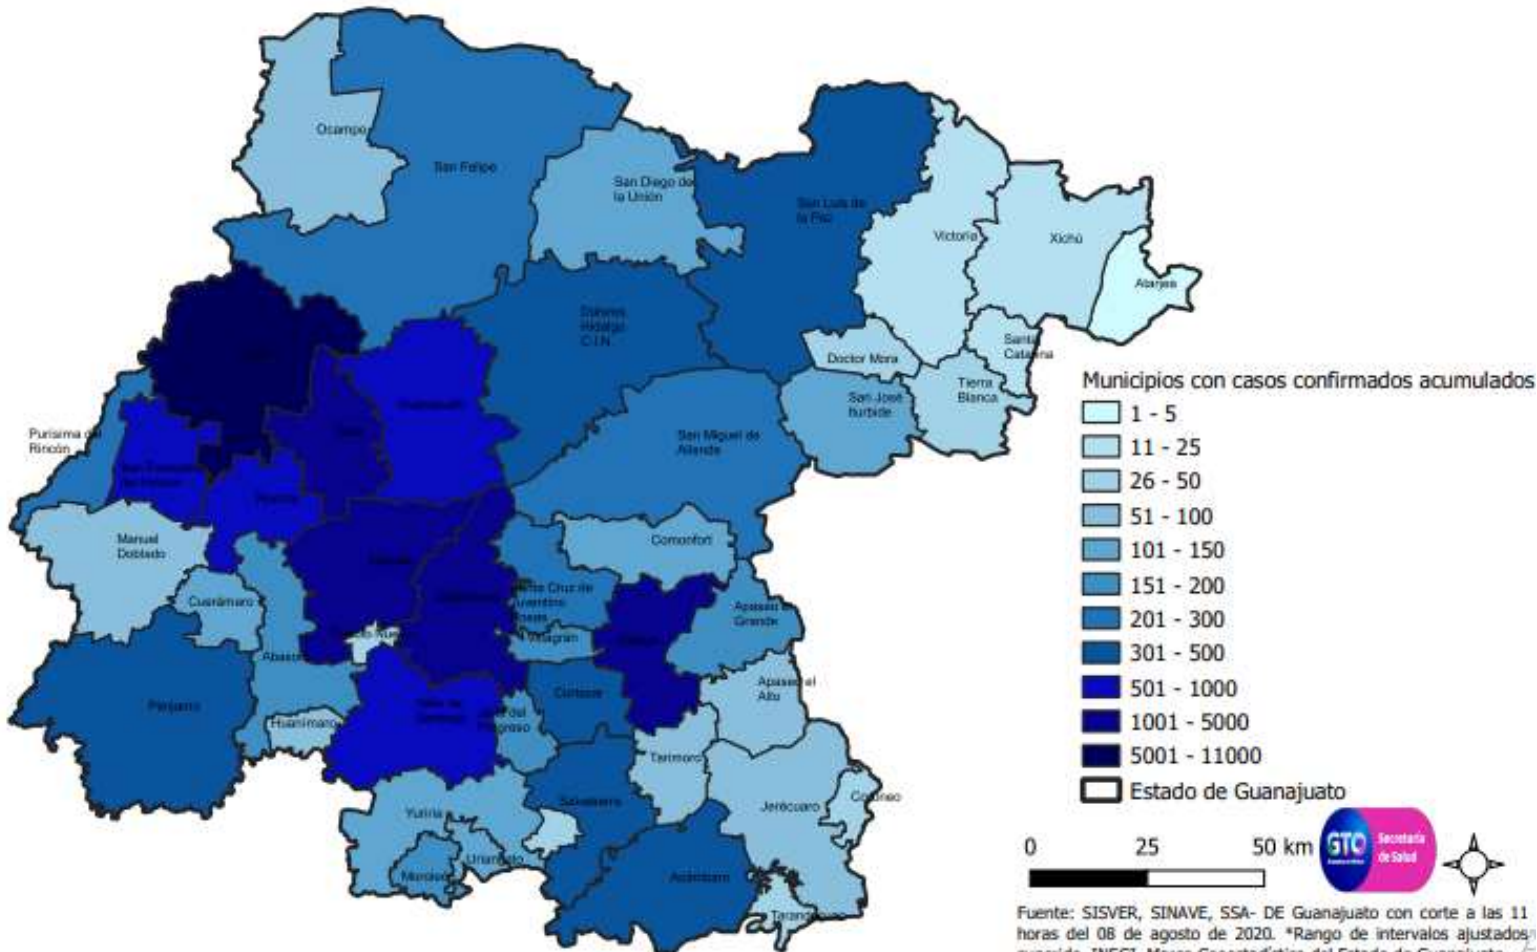 Ocampo
San Felipe
San Diego de
la Unión
San Luis de
la Paz
Victoria
Xichú
Atarjea
Dolores
Hidalgo
C.I.N.
Doctor Mora
Santa
Catarina
Tierra
Blanca
San José
Iturbide
San Miguel de
Allende
Purísima del
Rincón
Manuel
Doblado
Comonfort
Cuerámaro
Apaseo el
Grande
Abasolo
Villagrán
Pénjamo
Huanímaro
Cortazar
Apaseo el
Alto
Tarimoro
Yuriria
Salvatierra
Jerécuaro
Coroneo
Uriangato
Moroleón
Acámbaro
Tarandacuao
Municipios con casos confirmados acumulados
1 - 5
11 - 25
26 - 50
51 - 100
101 - 150
151 - 200
201 - 300
301 - 500
501 - 1000
1001 - 5000
5001 - 11000
Estado de Guanajuato
0 25 50 km
GTO
Secretaría
de Salud
Fuente: SISVER, SINAVE, SSA- DE Guanajuato con corte a las 11
horas del 08 de agosto de 2020. *Rango de intervalos ajustados